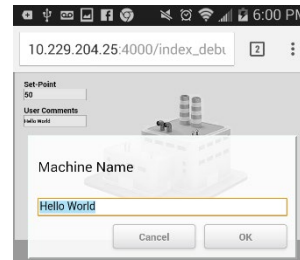 6:00 PM
10.229.204.25:4000/index_debu
2
Set-Point
50
User Comments
Hello World
Machine Name
Hello World
Cancel
OK